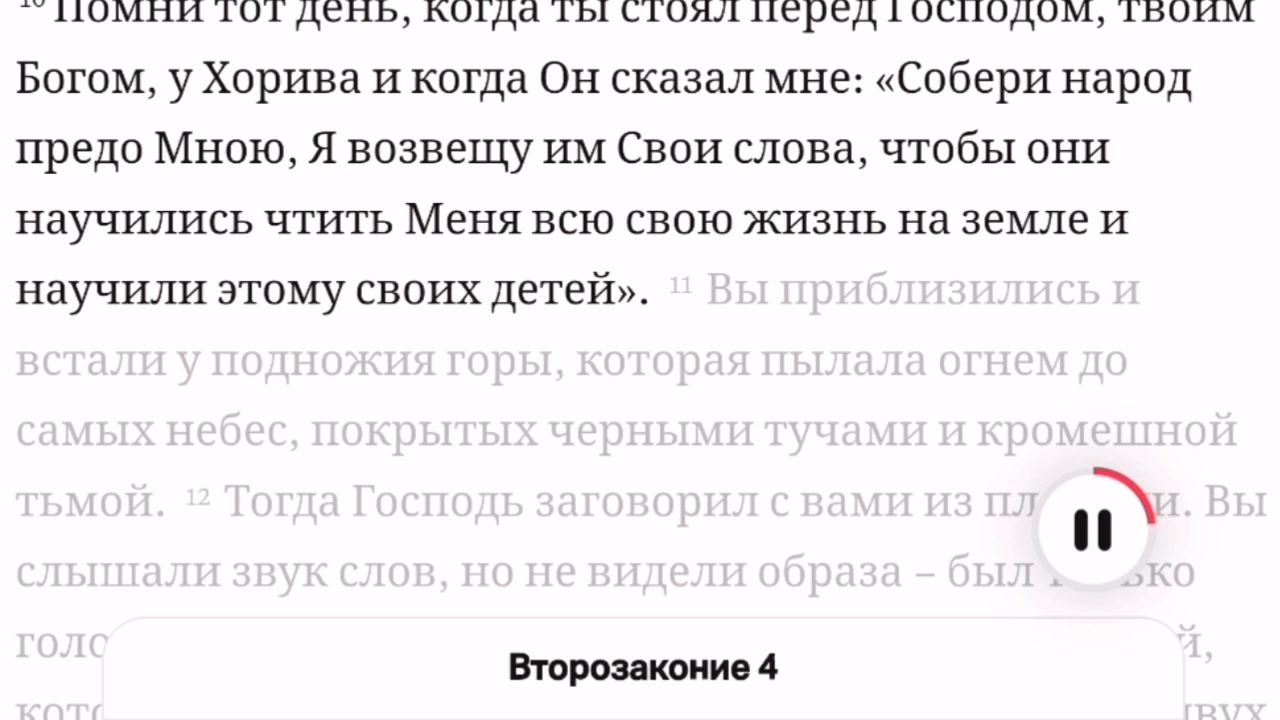 10 Помни тот день, когда ты стоял перед Господом, твоим
Богом, у Хорива и когда Он сказал мне: «Собери народ
предо Мною, Я возвещу им Свои слова, чтобы они
научились чтить Меня всю свою жизнь на земле и
научили этому своих детей». 11 Вы приблизились и
встали у подножия горы, которая пылала огнем до
самых небес, покрытых черными тучами и кромешной
тьмой. 12 Тогда Господь заговорил с вами из Вы
слышали звук слов, но не видели образа – был
Второзаконие 4